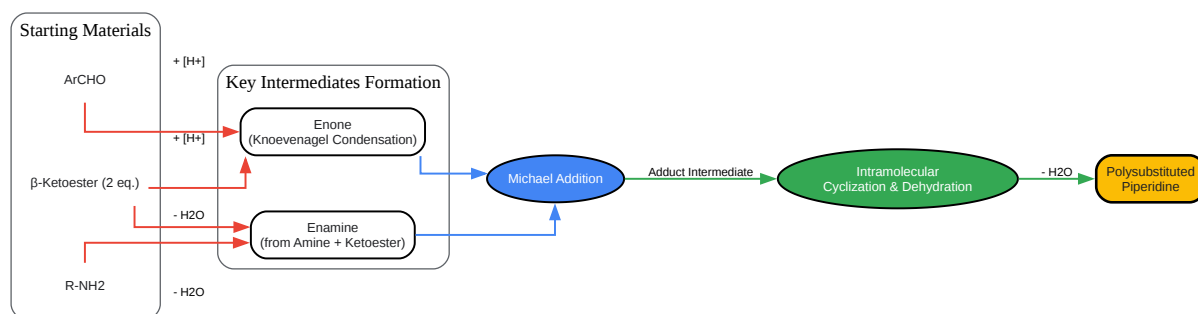 Starting Materials
ArCHO
β-Ketoester (2 eq.)
R-NH2
+ [H+]
+ [H+]
- H2O
- H2O
Key Intermediates Formation
Enone
(Knoevenagel Condensation)
Enamine
(from Amine + Ketoester)
Michael Addition
Adduct Intermediate
Intramolecular
Cyclization & Dehydration
- H2O
Polysubstituted
Piperidine